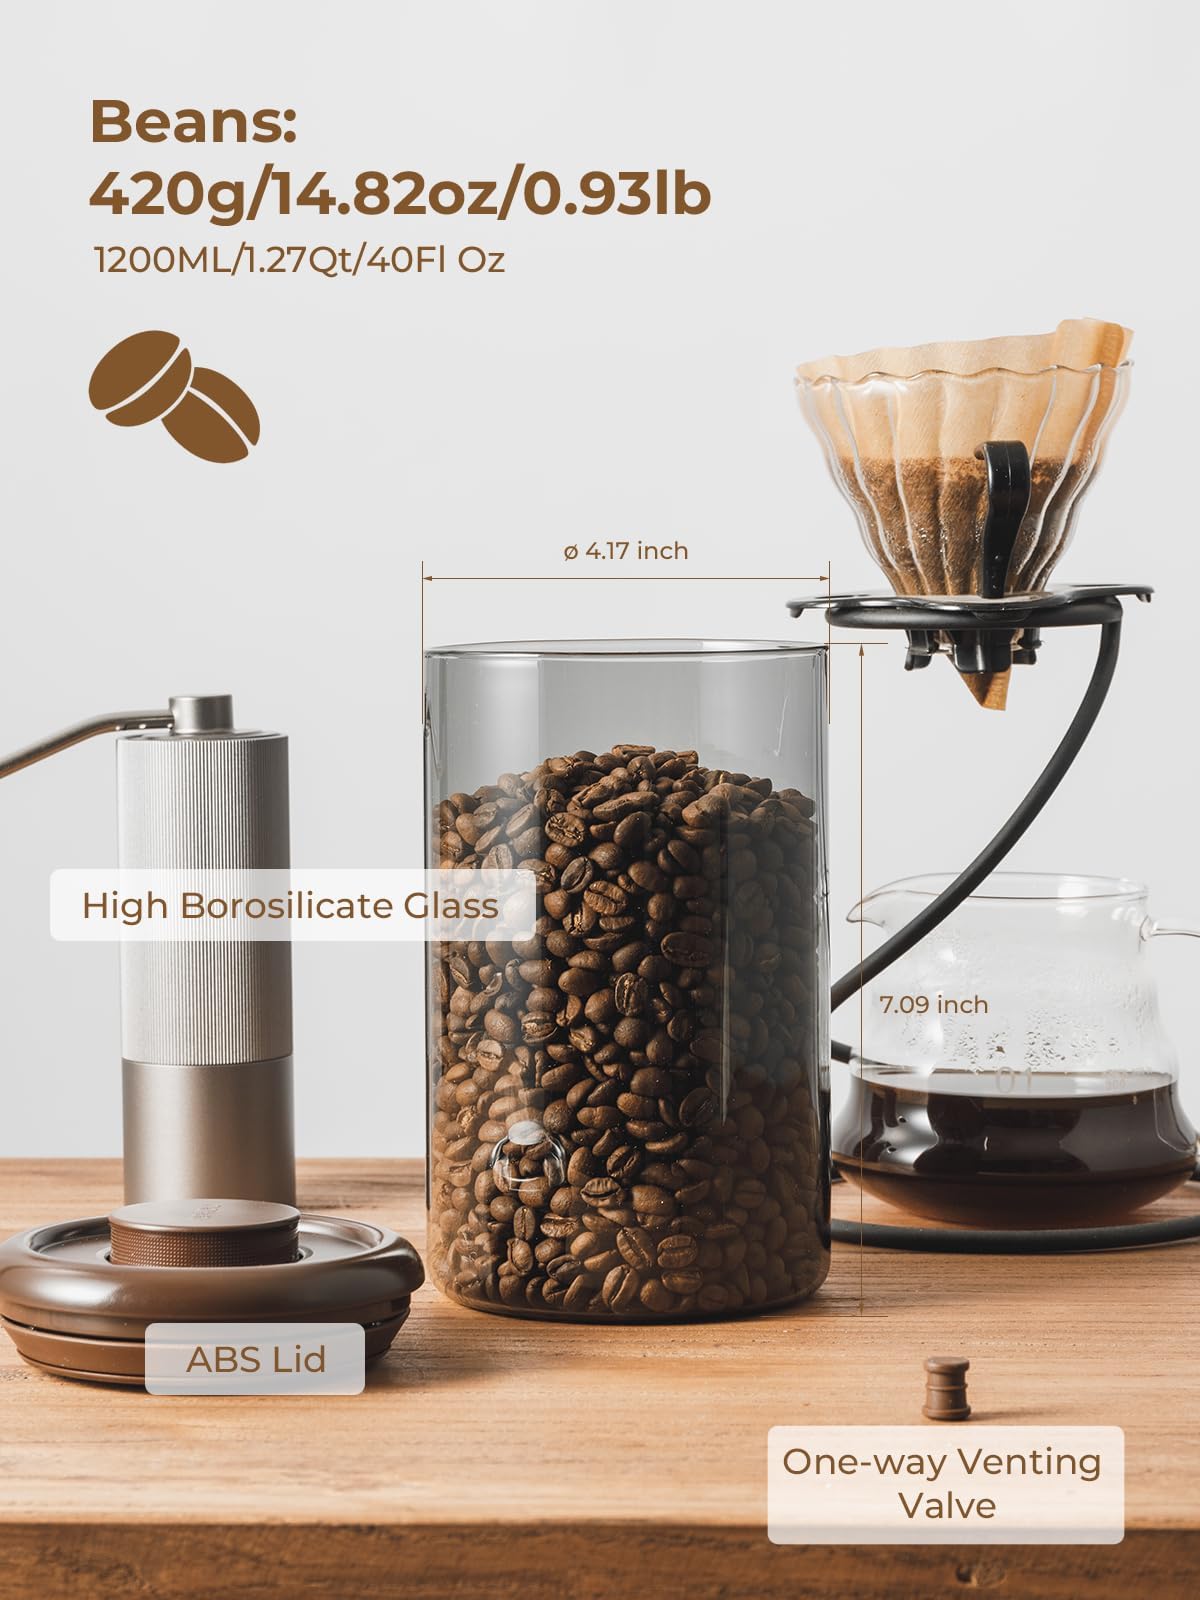 Beans:
420g/14.82oz/0.93lb
1200ML/1.27Qt/40Fl Oz
ø 4.17 inch
High Borosilicate Glass
7.09 inch
01
ABS Lid
One-way Venting
Valve